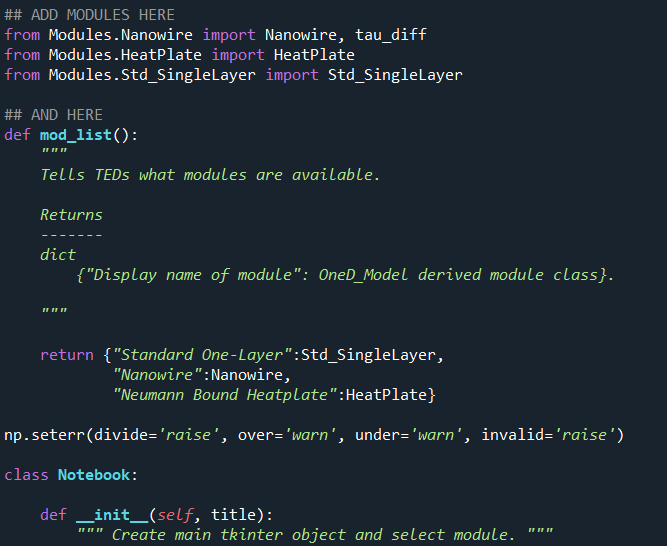 ## ADD MODULES HERE
from Modules.Nanowire import Nanowire, tau_diff
from Modules.HeatPlate import HeatPlate
from Modules.Std_SingleLayer import Std_SingleLayer
## AND HERE
def mod_list():
"""
Tells TEDs what modules are available.
Returns
-------
dict
{"Display name of module": OneD_Model derived module class}.
"""
return {"Standard One-Layer":Std_SingleLayer,
"Nanowire":Nanowire,
"Neumann Bound Heatplate":HeatPlate}
np.seterr(divide='raise', over='warn', under='warn', invalid='raise')
class Notebook:
def __init__(self, title):
""" Create main tkinter object and select module. """